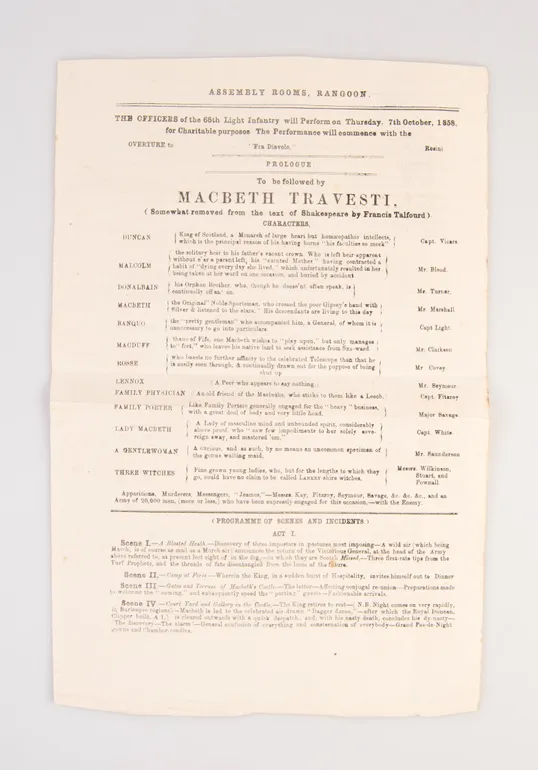 ASSEMBLY ROOMS, RANGOON.
THE OFFICERS of the 68th Light Infantry will Perform on Thursday. 7th October, 1858,
for Charitable purposes The Performance will commence with the
OVERTURE to "Fra Diavolo." Rosini
PROLOGUE
To be followed by
MACBETH TRAVESTI,
(Somewhat removed from the text of Shakespeare by Francis Talfourd)
CHARACTERS.
DUNCAN King of Scotland, a Monarch of large heart but homœopathic intellects, which is the principal reason of his having borne "his faculties so meek" Capt. Vicars
MALCOLM the solitary heir to his father's crown. Who is left heir apparent
without e'er a parent left, his "sainted Mother" having contracted a
habit of "dying every day she lived," which unfortunately resulted in her
being taken at her word on one occasion, and buried by accident Mr. Blood.
DONALBAIN his Orphan Brother, who, though he doesn't often speak, is
continually off an' on. Mr. Turner.
MACBETH the Original "Noble Sportsman, who crossed the poor Gipsey's hand with
Silver & listened to the stars." His descendants are living to this day Mr. Marshall.
BANQUO the "pretty gentleman" who accompanied him, a General, of whom it is
unnecessary to go into particulars Capt Light
MACDUFF thane of Fife, one Macbeth wishes to "play upon," but only manages
to "fret," who leaves his native land to seek assistance from Sea-ward. Mr. Clarkson
ROSSE who boasts no further affinity to the celebrated Telescope than that he
is easily seen through, & continually drawn out for the purpose of being
shut up Mr Covey
LENNOX A Peer who appears to say nothing. Mr. Seymour.
FAMILY PHYSICIAN An old friend of the Macbeths, who sticks to them like a Leech. Capt. Fitzroy
FAMILY PORTER Like Family Porters generally engaged for the "heavy" business,
with a great deal of body and very little head. Major Savage
LADY MACBETH A Lady of masculine mind and unbounded spirit, considerably
above proof, who "saw few impediments to her solely sove-
reign sway, and mastered 'em." Capt. White
A GENTLEWOMAN A curious, and as such, by no means an uncommon specimen of
the genus waiting maid. Mr. Saunderson
THREE WITCHES Fine grown young ladies, who, but for the lengths to which they
go, could have no claim to be called Lanky-shire witches. Messrs. Wilkinson,
Stuart, and
Pownall.
Apparitions, Murderers, Messengers, "Jeames,"—Messrs. Kay, Fitzroy, Seymour, Savage, &c. &c. &c., and an
Army of 20,000 men, (more or less,) who have been expressly engaged for this occasion,—with the Enemy.
(PROGRAMME OF SCENES AND INCIDENTS.)
ACT I.
Scene I.—A Blasted Heath.—Discovery of three impostors in postures most imposing—A wild air (which being
March, is of course as mad as a March air) announces the return of the Victorious General, at the head of the Army
above referred to, at present lost sight of in the fog,—in which they are Scotch Missed,—Three first-rate tips from the
Turf Prophets, and the threads of fate disentangled from the loom of the future.
Scene II.—Camp at Fores—Wherein the King, in a sudden burst of Hospitality, invites himself out to Dinner
Scene III.—Gates and Terrace of Macbeth's Castle.—The letter—Affecting conjugal re-union—Preparations made
to welcome the "coming," and subsequently speed the "parting" guest—Fashionable arrivals.
Scene IV.—Court Yard and Gallery in the Castle.—The King retires to rest—N. B. Night comes on very rapidly,
in Burlesque regions)—Macbeth is led to the celebrated air drawn "Dagger dance,"—after which the Royal Duncan,
Clipper built, A 1,) is cleared outwards with a quick despatch, and, with his nasty death, concludes his dynasty—
The discovery—The alarm!—General confusion of everything and consternation of everybody—Grand Pas-de-Night
gowns and Chamber candles.